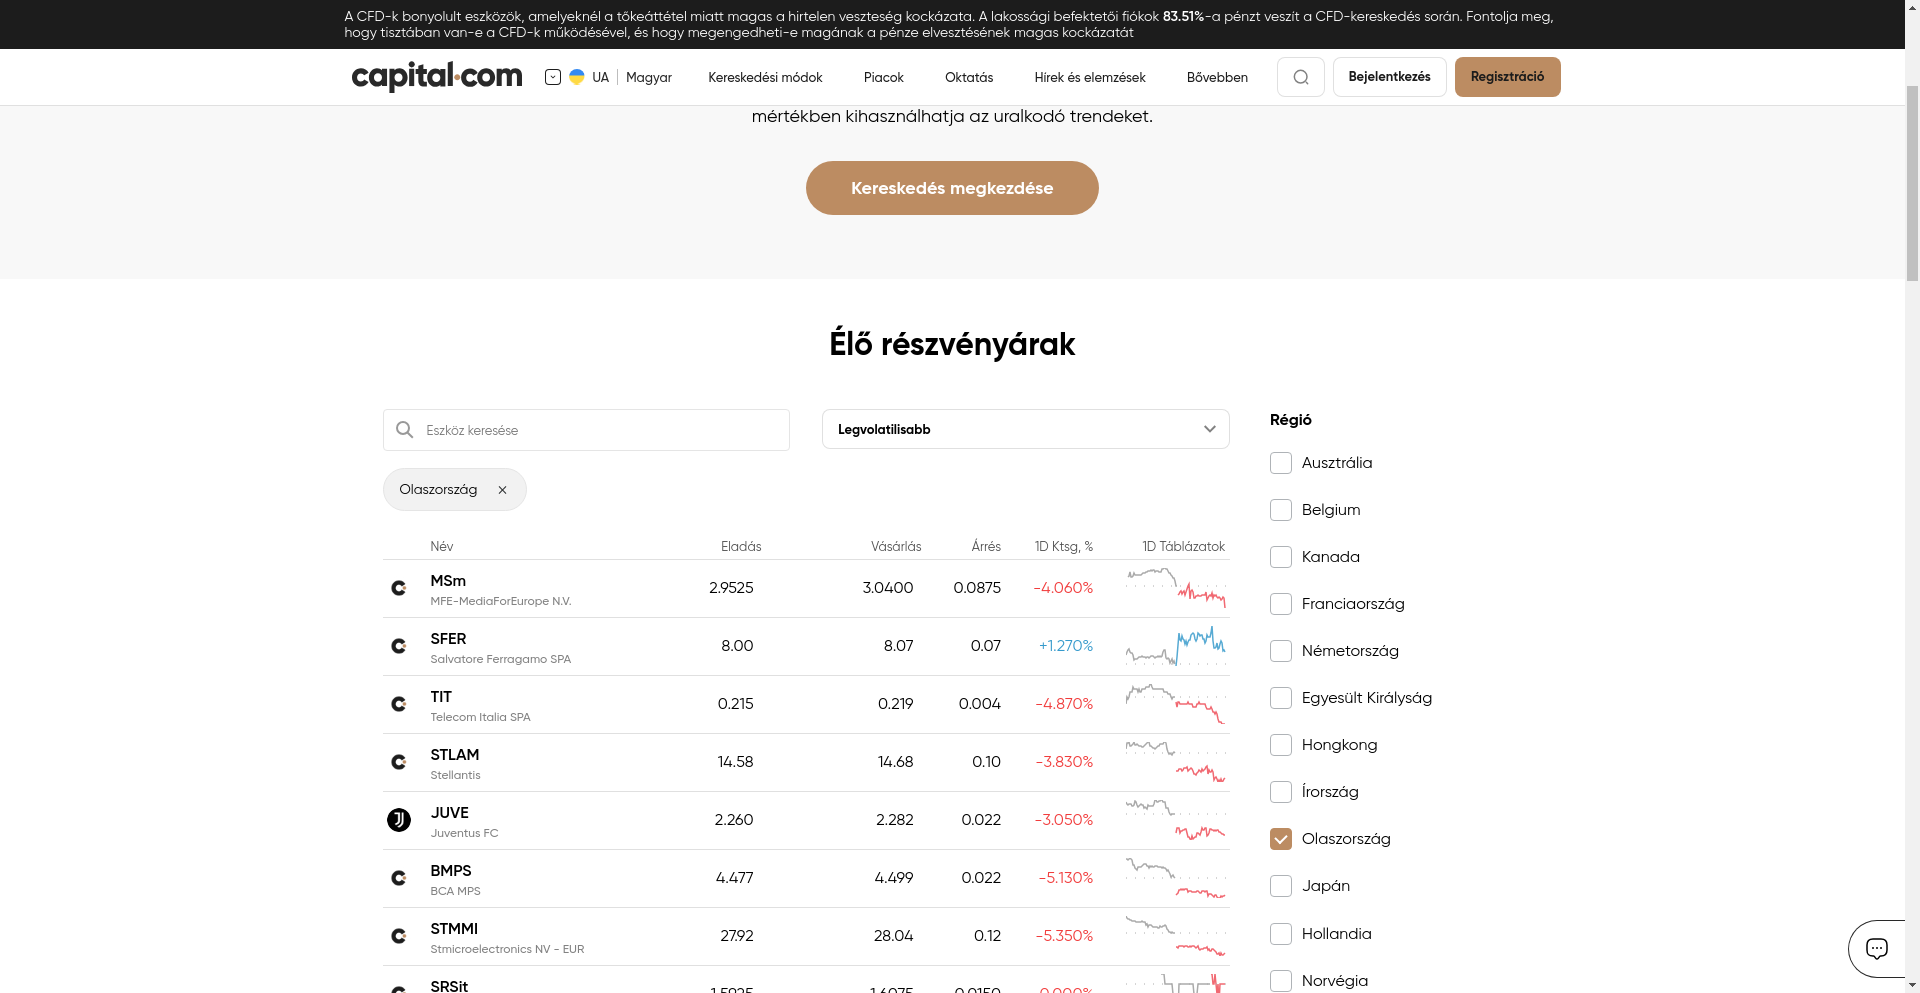 A CFD-k bonyolult eszközök, amelyeknél a tőkeáttétel miatt magas a hirtelen veszteség kockázata. A lakossági befektetői fiókok 83.51%-a pénzt veszít a CFD-kereskedés során. Fontolja meg,
hogy tisztában van-e a CFD-k működésével, és hogy megengedheti-e magának a pénze elvesztésének magas kockázatát
capital.com UA Magyar Kereskedési módok Piacok Oktatás Hírek és elemzések Bővebben Bejelentkezés Regisztráció
mértékben kihasználhatja az uralkodó trendeket.
Kereskedés megkezdése
Élő részvényárak
Eszköz keresése
Legvolatilisabb
Olaszország
Név Eladás Vásárlás Árrés 1D Ktsg, % 1D Táblázatok
MSm
MFE-MediaForEurope N.V.
2.9525 3.0400 0.0875 -4.060%
SFER
Salvatore Ferragamo SPA
8.00 8.07 0.07 +1.270%
TIT
Telecom Italia SPA
0.215 0.219 0.004 -4.870%
STLAM
Stellantis
14.58 14.68 0.10 -3.830%
JUVE
Juventus FC
2.260 2.282 0.022 -3.050%
BMPS
BCA MPS
4.477 4.499 0.022 -5.130%
STMMI
Stmicroelectronics NV - EUR
27.92 28.04 0.12 -5.350%
SRSit
Régió
Ausztrália
Belgium
Kanada
Franciaország
Németország
Egyesült Királyság
Hongkong
Írország
Olaszország
Japán
Hollandia
Norvégia